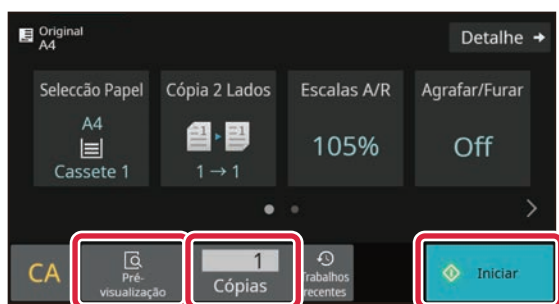 Original
A4
Detalhe
Selecção Papel
Cópia 2 Lados
Escalas A/R
Agrafar/Furar
A4
Cassete 1
1 → 1
105%
Off
CA
Pré-
visualização
1
Cópias
Trabalhos
recentes
Iniciar